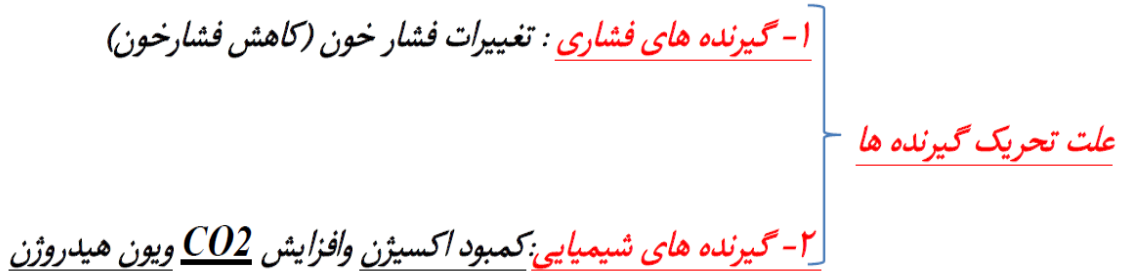 علت تحریک گیرنده ها
۱- گیرنده های فشاری : تغییرات فشار خون (کاهش فشارخون)
۲- گیرنده های شیمیایی:کمبود اکسیژن وافزایش CO2 ویون هیدروژن